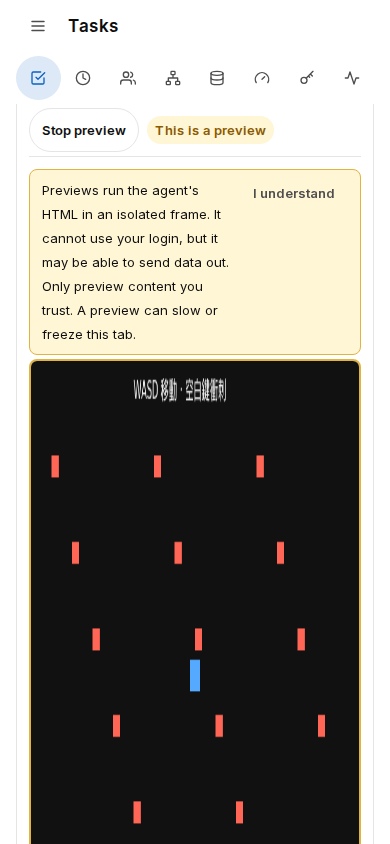 Tasks
Stop preview
This is a preview
Previews run the agent's
HTML in an isolated frame. It
cannot use your login, but it
may be able to send data out.
Only preview content you
trust. A preview can slow or
freeze this tab.
I understand
WASD 移動 · 空白鍵衝刺